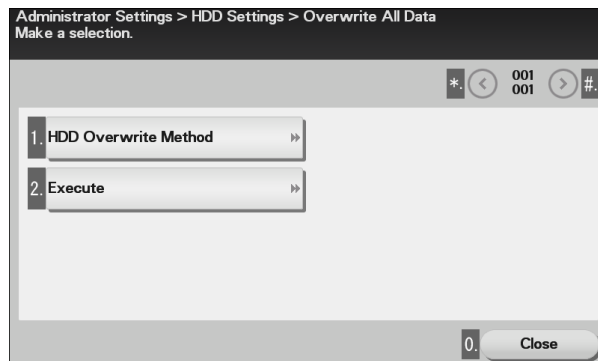 Administrator Settings > HDD Settings > Overwrite All Data
Make a selection.
*. 001 #.
001
1. HDD Overwrite Method
2. Execute
0. Close